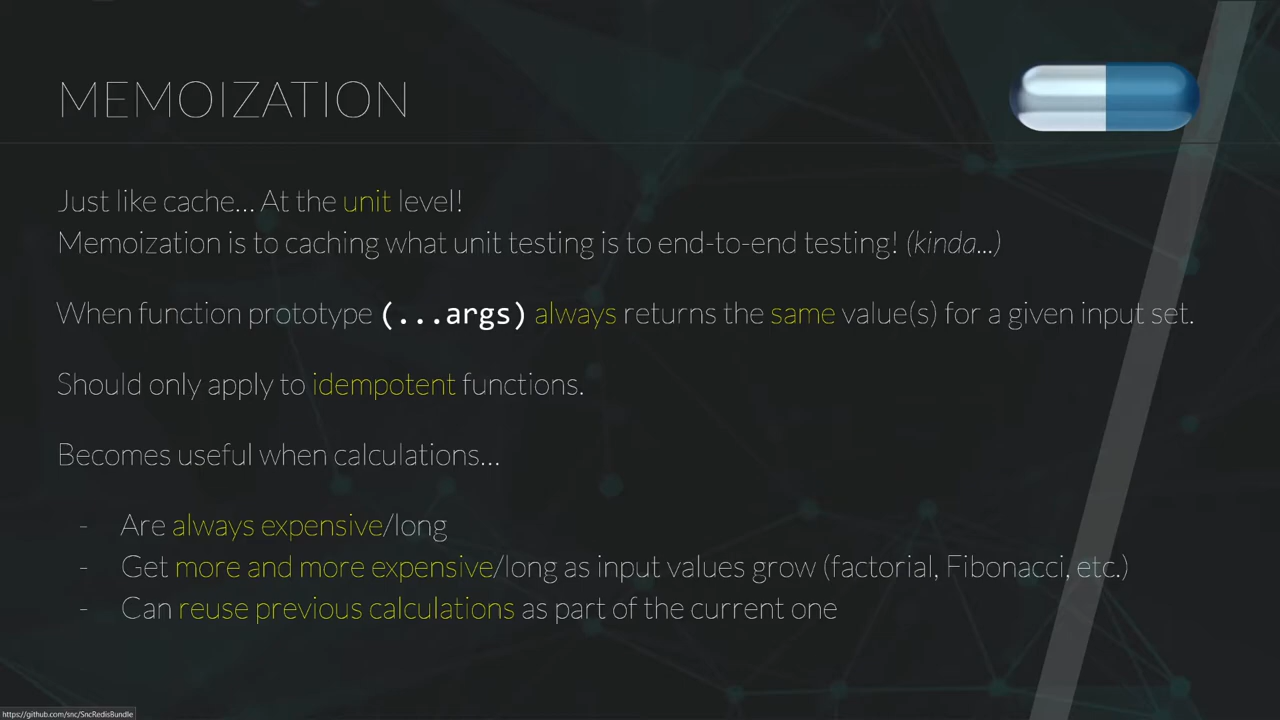 MEMOIZATION
Just like cache... At the unit level!
Memoization is to caching what unit testing is to end-to-end testing! (kinda...)
When function prototype (...args) always returns the same value(s) for a given input set.
Should only apply to idempotent functions.
Becomes useful when calculations...
- Are always expensive/long
- Get more and more expensive/long as input values grow (factorial, Fibonacci, etc.)
- Can reuse previous calculations as part of the current one
https://github.com/snc/SncRedisBundle